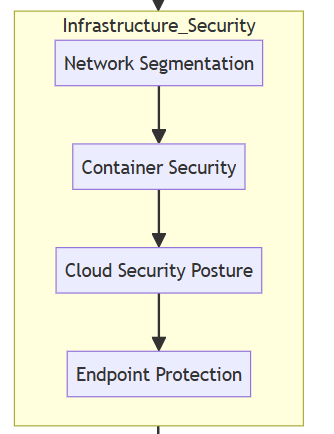 Infrastructure_Security
Network Segmentation
Container Security
Cloud Security Posture
Endpoint Protection